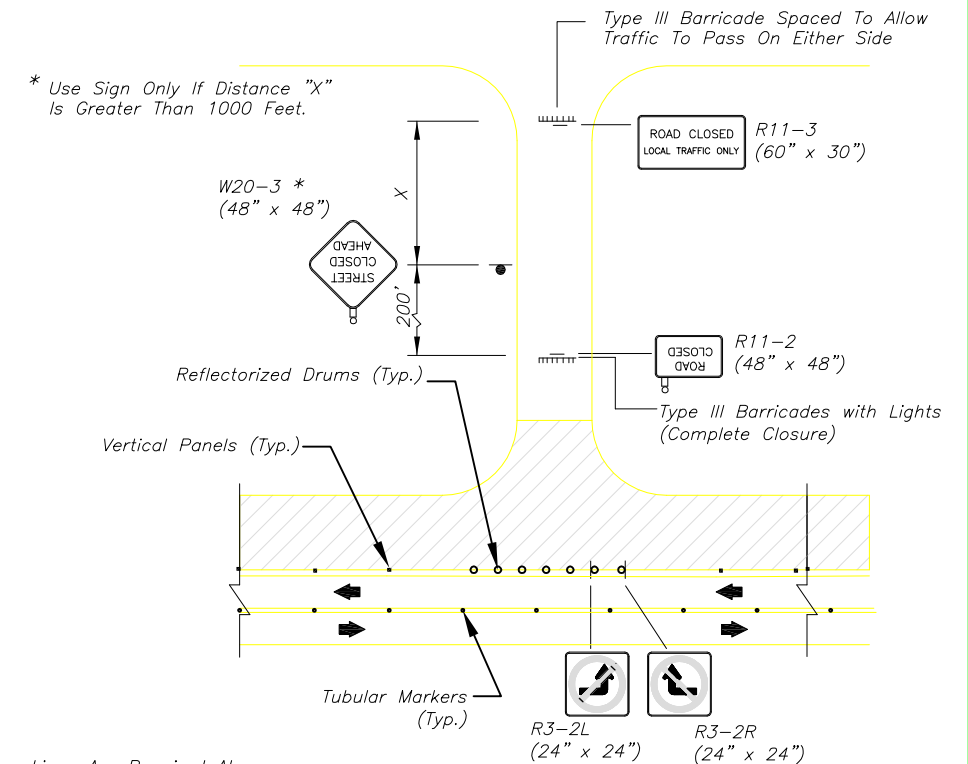 Type III Barricade Spaced To Allow
Traffic To Pass On Either Side
* Use Sign Only If Distance "X"
Is Greater Than 1000 Feet.
ROAD CLOSED
LOCAL TRAFFIC ONLY
R11-3
(60" x 30")
W20-3 *
(48" x 48")
X
STREET
CLOSED
AHEAD
200'
ROAD
CLOSED
R11-2
(48" x 48")
Reflectorized Drums (Typ.)
Type III Barricades with Lights
(Complete Closure)
Vertical Panels (Typ.)
Tubular Markers
(Typ.)
R3-2L
(24" x 24")
R3-2R
(24" x 24")